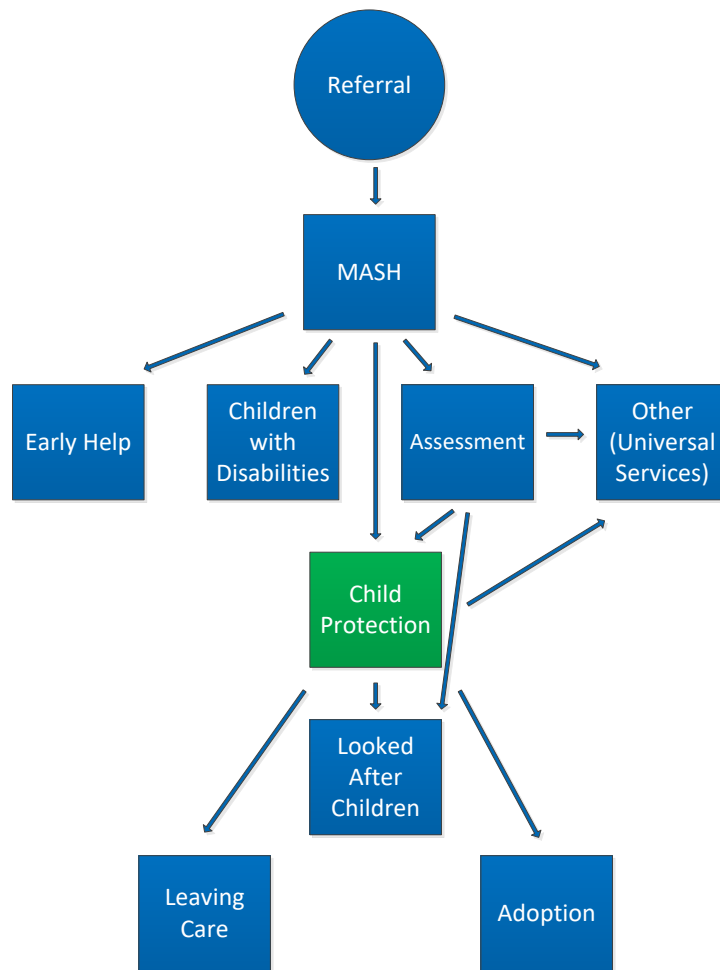 Referral
MASH
Early Help
Children
with
Disabilities
Assessment
Other
(Universal
Services)
Child
Protection
Looked
After
Children
Leaving
Care
Adoption